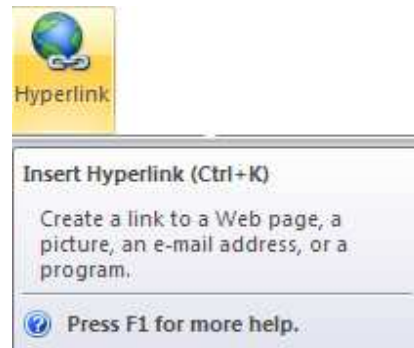 Hyperlink
Insert Hyperlink (Ctrl+K)
Create a link to a Web page, a
picture, an e-mail address, or a
program.
Press F1 for more help.